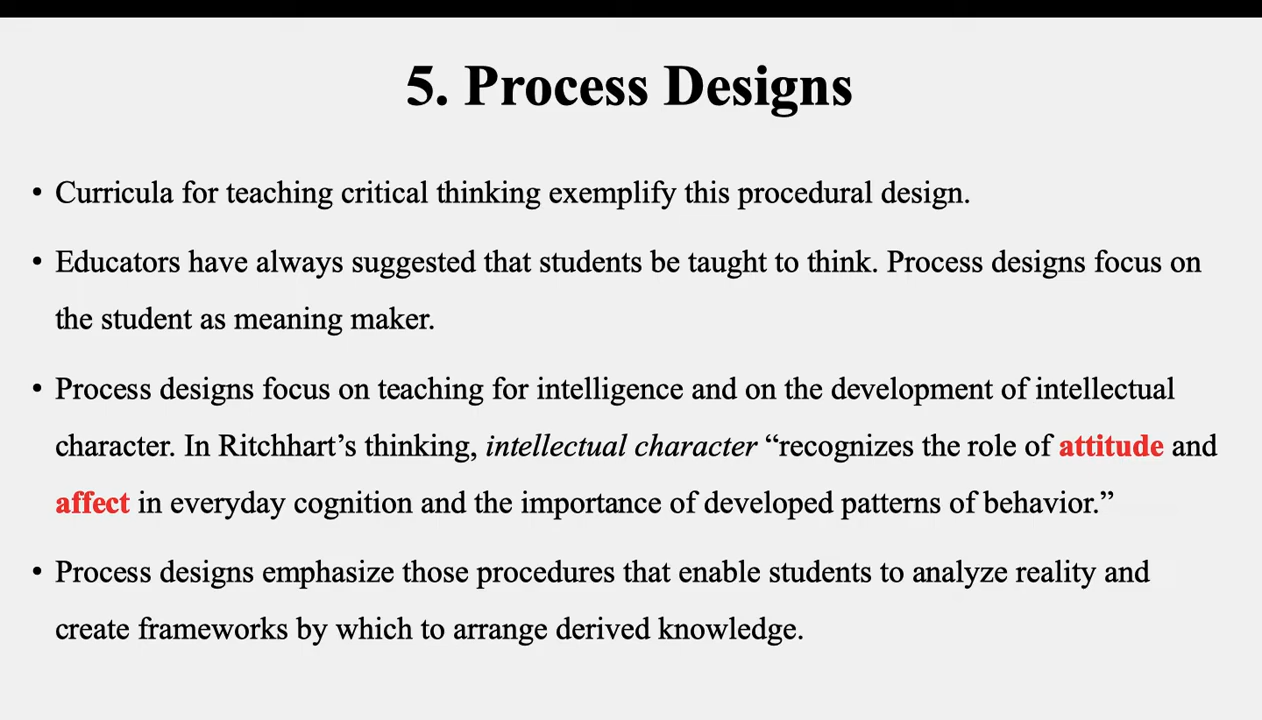 5. Process Designs
• Curricula for teaching critical thinking exemplify this procedural design.
• Educators have always suggested that students be taught to think. Process designs focus on
the student as meaning maker.
• Process designs focus on teaching for intelligence and on the development of intellectual
character. In Ritchhart’s thinking, intellectual character “recognizes the role of attitude and
affect in everyday cognition and the importance of developed patterns of behavior.”
• Process designs emphasize those procedures that enable students to analyze reality and
create frameworks by which to arrange derived knowledge.